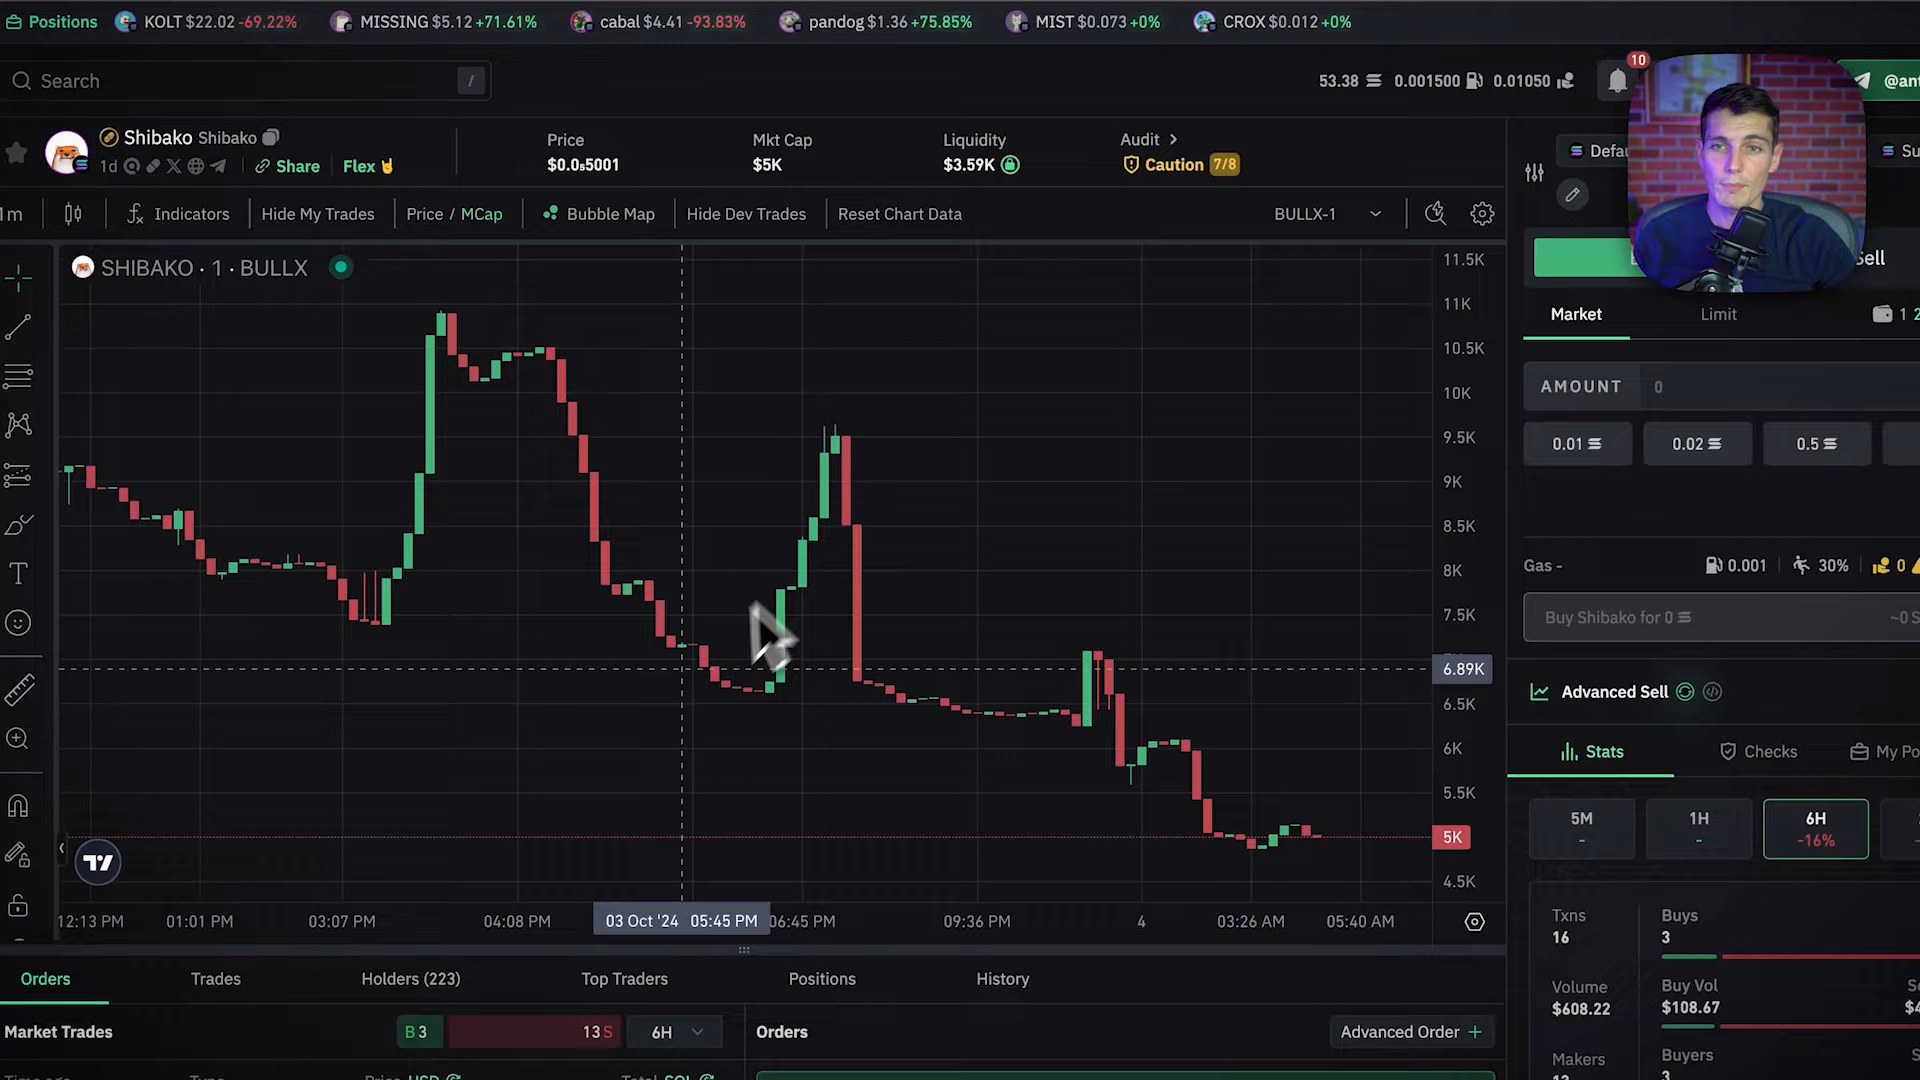 Positions KOLT $22.02 -69.22% MISSING $5.12 +71.61% cabal $4.41 -93.83% pandog $1.36 +75.85% MIST $0.073 +0% CROX $0.012 +0%
Search /
53.38 0.001500 0.01050 10
Shibako Shibako
1d Share Flex
Price
$0.0₅5001
Mkt Cap
$5K
Liquidity
$3.59K
Audit
Caution 7/8
1m Indicators Hide My Trades Price / MCap Bubble Map Hide Dev Trades Reset Chart Data BULLX-1
SHIBAKO · 1 · BULLX
11.5K
11K
10.5K
10K
9.5K
9K
8.5K
8K
7.5K
6.89K
6.5K
6K
5.5K
5K
4.5K
12:13 PM 01:01 PM 03:07 PM 04:08 PM 03 Oct '24 05:45 PM 06:45 PM 09:36 PM 4 03:26 AM 05:40 AM
Market Limit 1
AMOUNT 0
0.01 0.02 0.5
Gas - 0.001 30% 0
Buy Shibako for 0
Advanced Sell
Stats Checks
5M 1H 6H
- - -16%
Txns
16
Buys
3
Volume
$608.22
Buy Vol
$108.67
Makers
Buyers
3
Orders Trades Holders (223) Top Traders Positions History
Market Trades B 3 13 S 6H Orders Advanced Order +